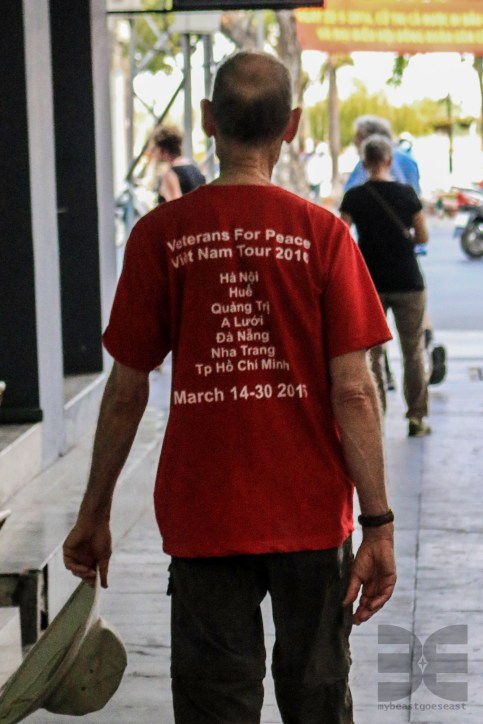 Veterans For Peace
Việt Nam Tour 2016
Hà Nội
Huế
Quảng Trị
A Lưới
Đà Nẵng
Nha Trang
Tp Hồ Chí Minh
March 14-30 2016
mybeastgoeseast